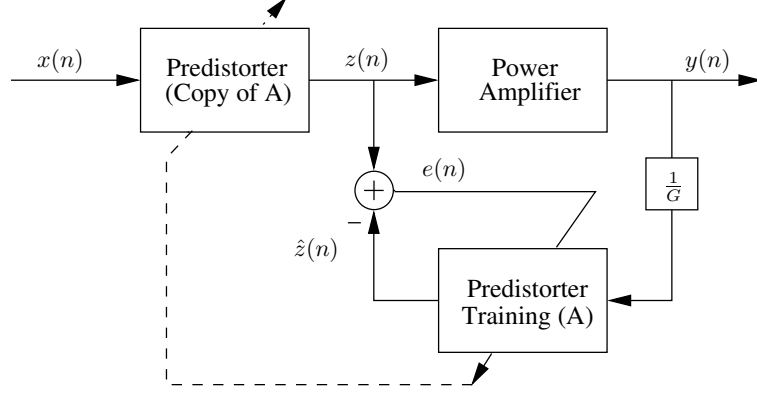 x(n)
Predistorter
(Copy of A)
z(n)
Power
Amplifier
y(n)
+
e(n)
1/G
−
ẑ(n)
Predistorter
Training (A)